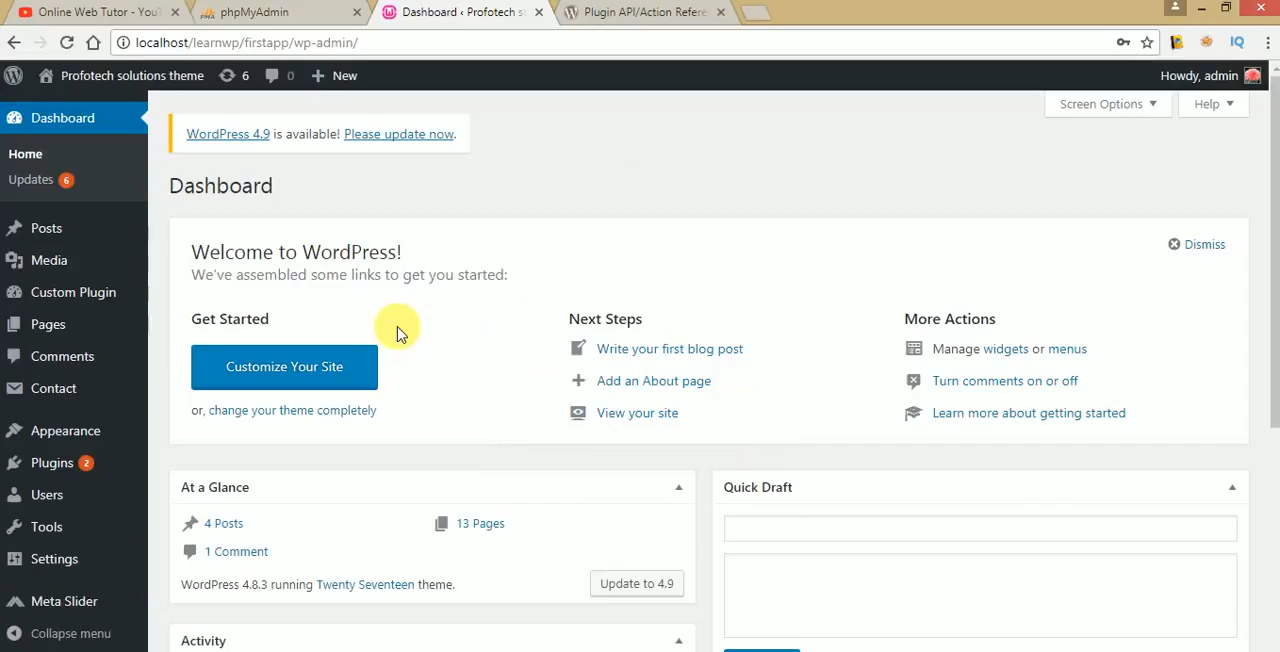 Online Web Tutor - You
phpMyAdmin
Dashboard ‹ Profotech so
Plugin API/Action Refere
localhost/learnwp/firstapp/wp-admin/
IQ
Profotech solutions theme
6
0
New
Howdy, admin
Dashboard
Home
Updates 6
Posts
Media
Custom Plugin
Pages
Comments
Contact
Appearance
Plugins 2
Users
Tools
Settings
Meta Slider
Collapse menu
Screen Options
Help
WordPress 4.9 is available! Please update now.
Dashboard
Welcome to WordPress!
We've assembled some links to get you started:
Dismiss
Get Started
Customize Your Site
or, change your theme completely
Next Steps
Write your first blog post
Add an About page
View your site
More Actions
Manage widgets or menus
Turn comments on or off
Learn more about getting started
At a Glance
4 Posts
13 Pages
1 Comment
WordPress 4.8.3 running Twenty Seventeen theme.
Update to 4.9
Activity
Quick Draft